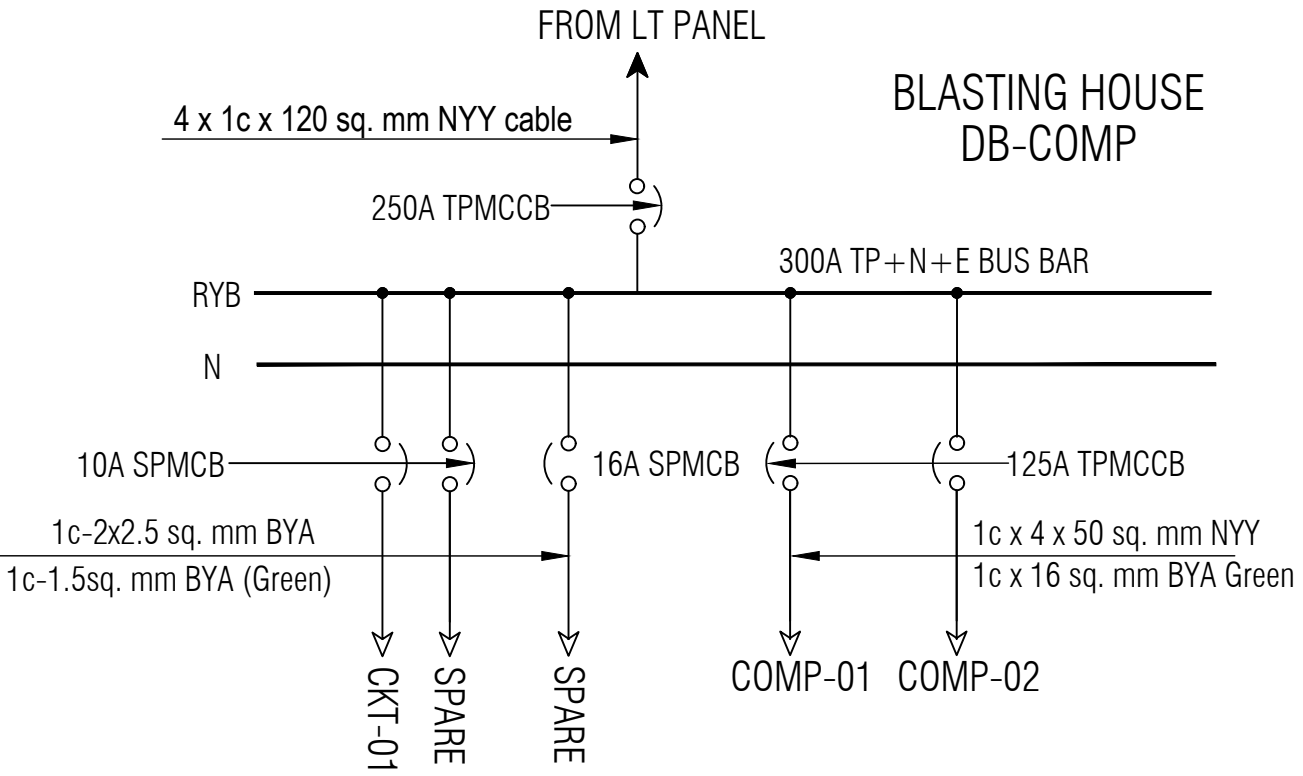 FROM LT PANEL
BLASTING HOUSE
DB-COMP
4 x 1c x 120 sq. mm NYY cable
250A TPMCCB
300A TP+N+E BUS BAR
RYB
N
10A SPMCB
16A SPMCB
125A TPMCCB
1c-2x2.5 sq. mm BYA
1c-1.5sq. mm BYA (Green)
1c x 4 x 50 sq. mm NYY
1c x 16 sq. mm BYA Green
CKT-01
SPARE
SPARE
COMP-01
COMP-02